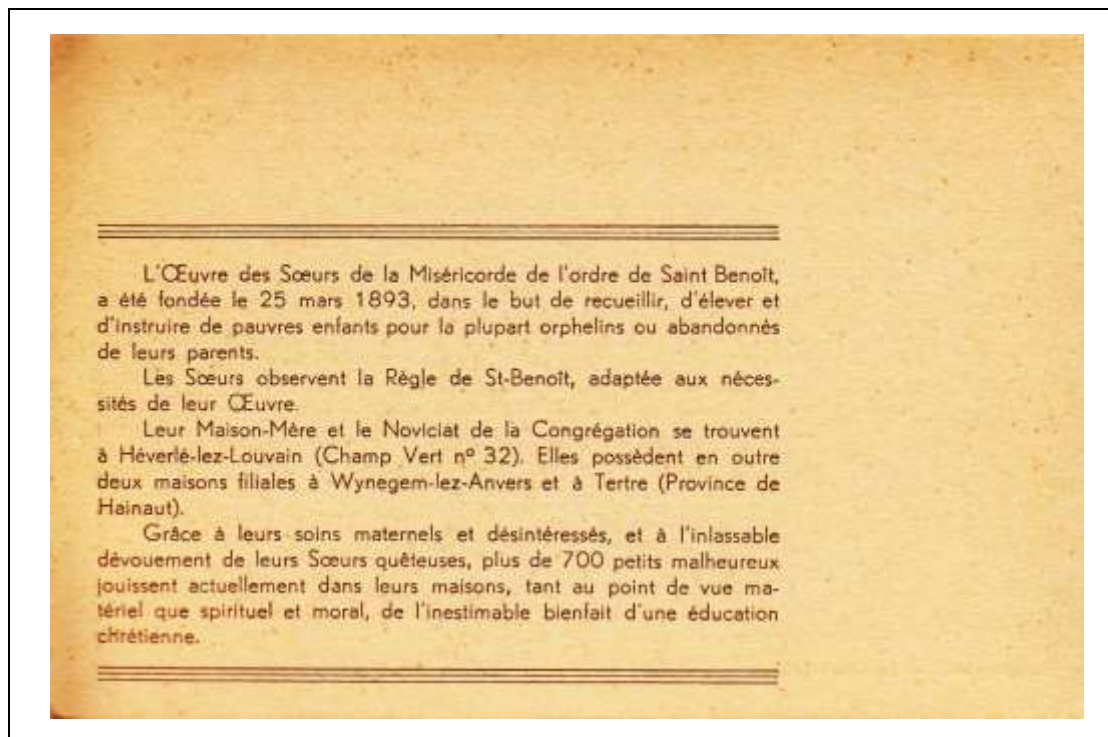 L'Œuvre des Sœurs de la Miséricorde de l'ordre de Saint Benoît,
a été fondée le 25 mars 1893, dans le but de recueillir, d'élever et
d'instruire de pauvres enfants pour la plupart orphelins ou abandonnés
de leurs parents.
Les Sœurs observent la Règle de St-Benoît, adaptée aux néces-
sités de leur Œuvre.
Leur Maison-Mère et le Noviciat de la Congrégation se trouvent
à Héverlé-lez-Louvain (Champ Vert nº 32). Elles possèdent en outre
deux maisons filiales à Wynegem-lez-Anvers et à Tertre (Province de
Hainaut).
Grâce à leurs soins maternels et désintéressés, et à l'inlassable
dévouement de leurs Sœurs quêteuses, plus de 700 petits malheureux
jouissent actuellement dans leurs maisons, tant au point de vue ma-
tériel que spirituel et moral, de l'inestimable bienfait d'une éducation
chrétienne.